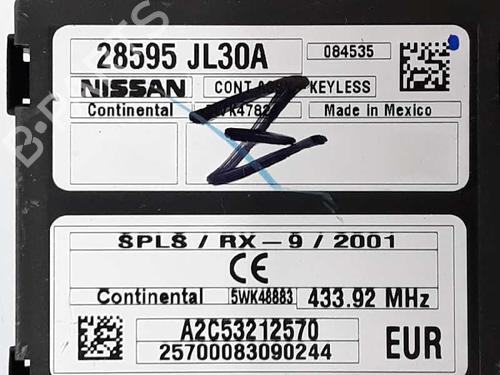 28595 JL30A
084535
NISSAN
CONT ASSY-KEYLESS
Continental
Made in Mexico
ŠPLŠ / RX - 9 / 2001
CE
Continental 5WK48883 433.92 MHz
A2C53212570
25700083090244
EUR